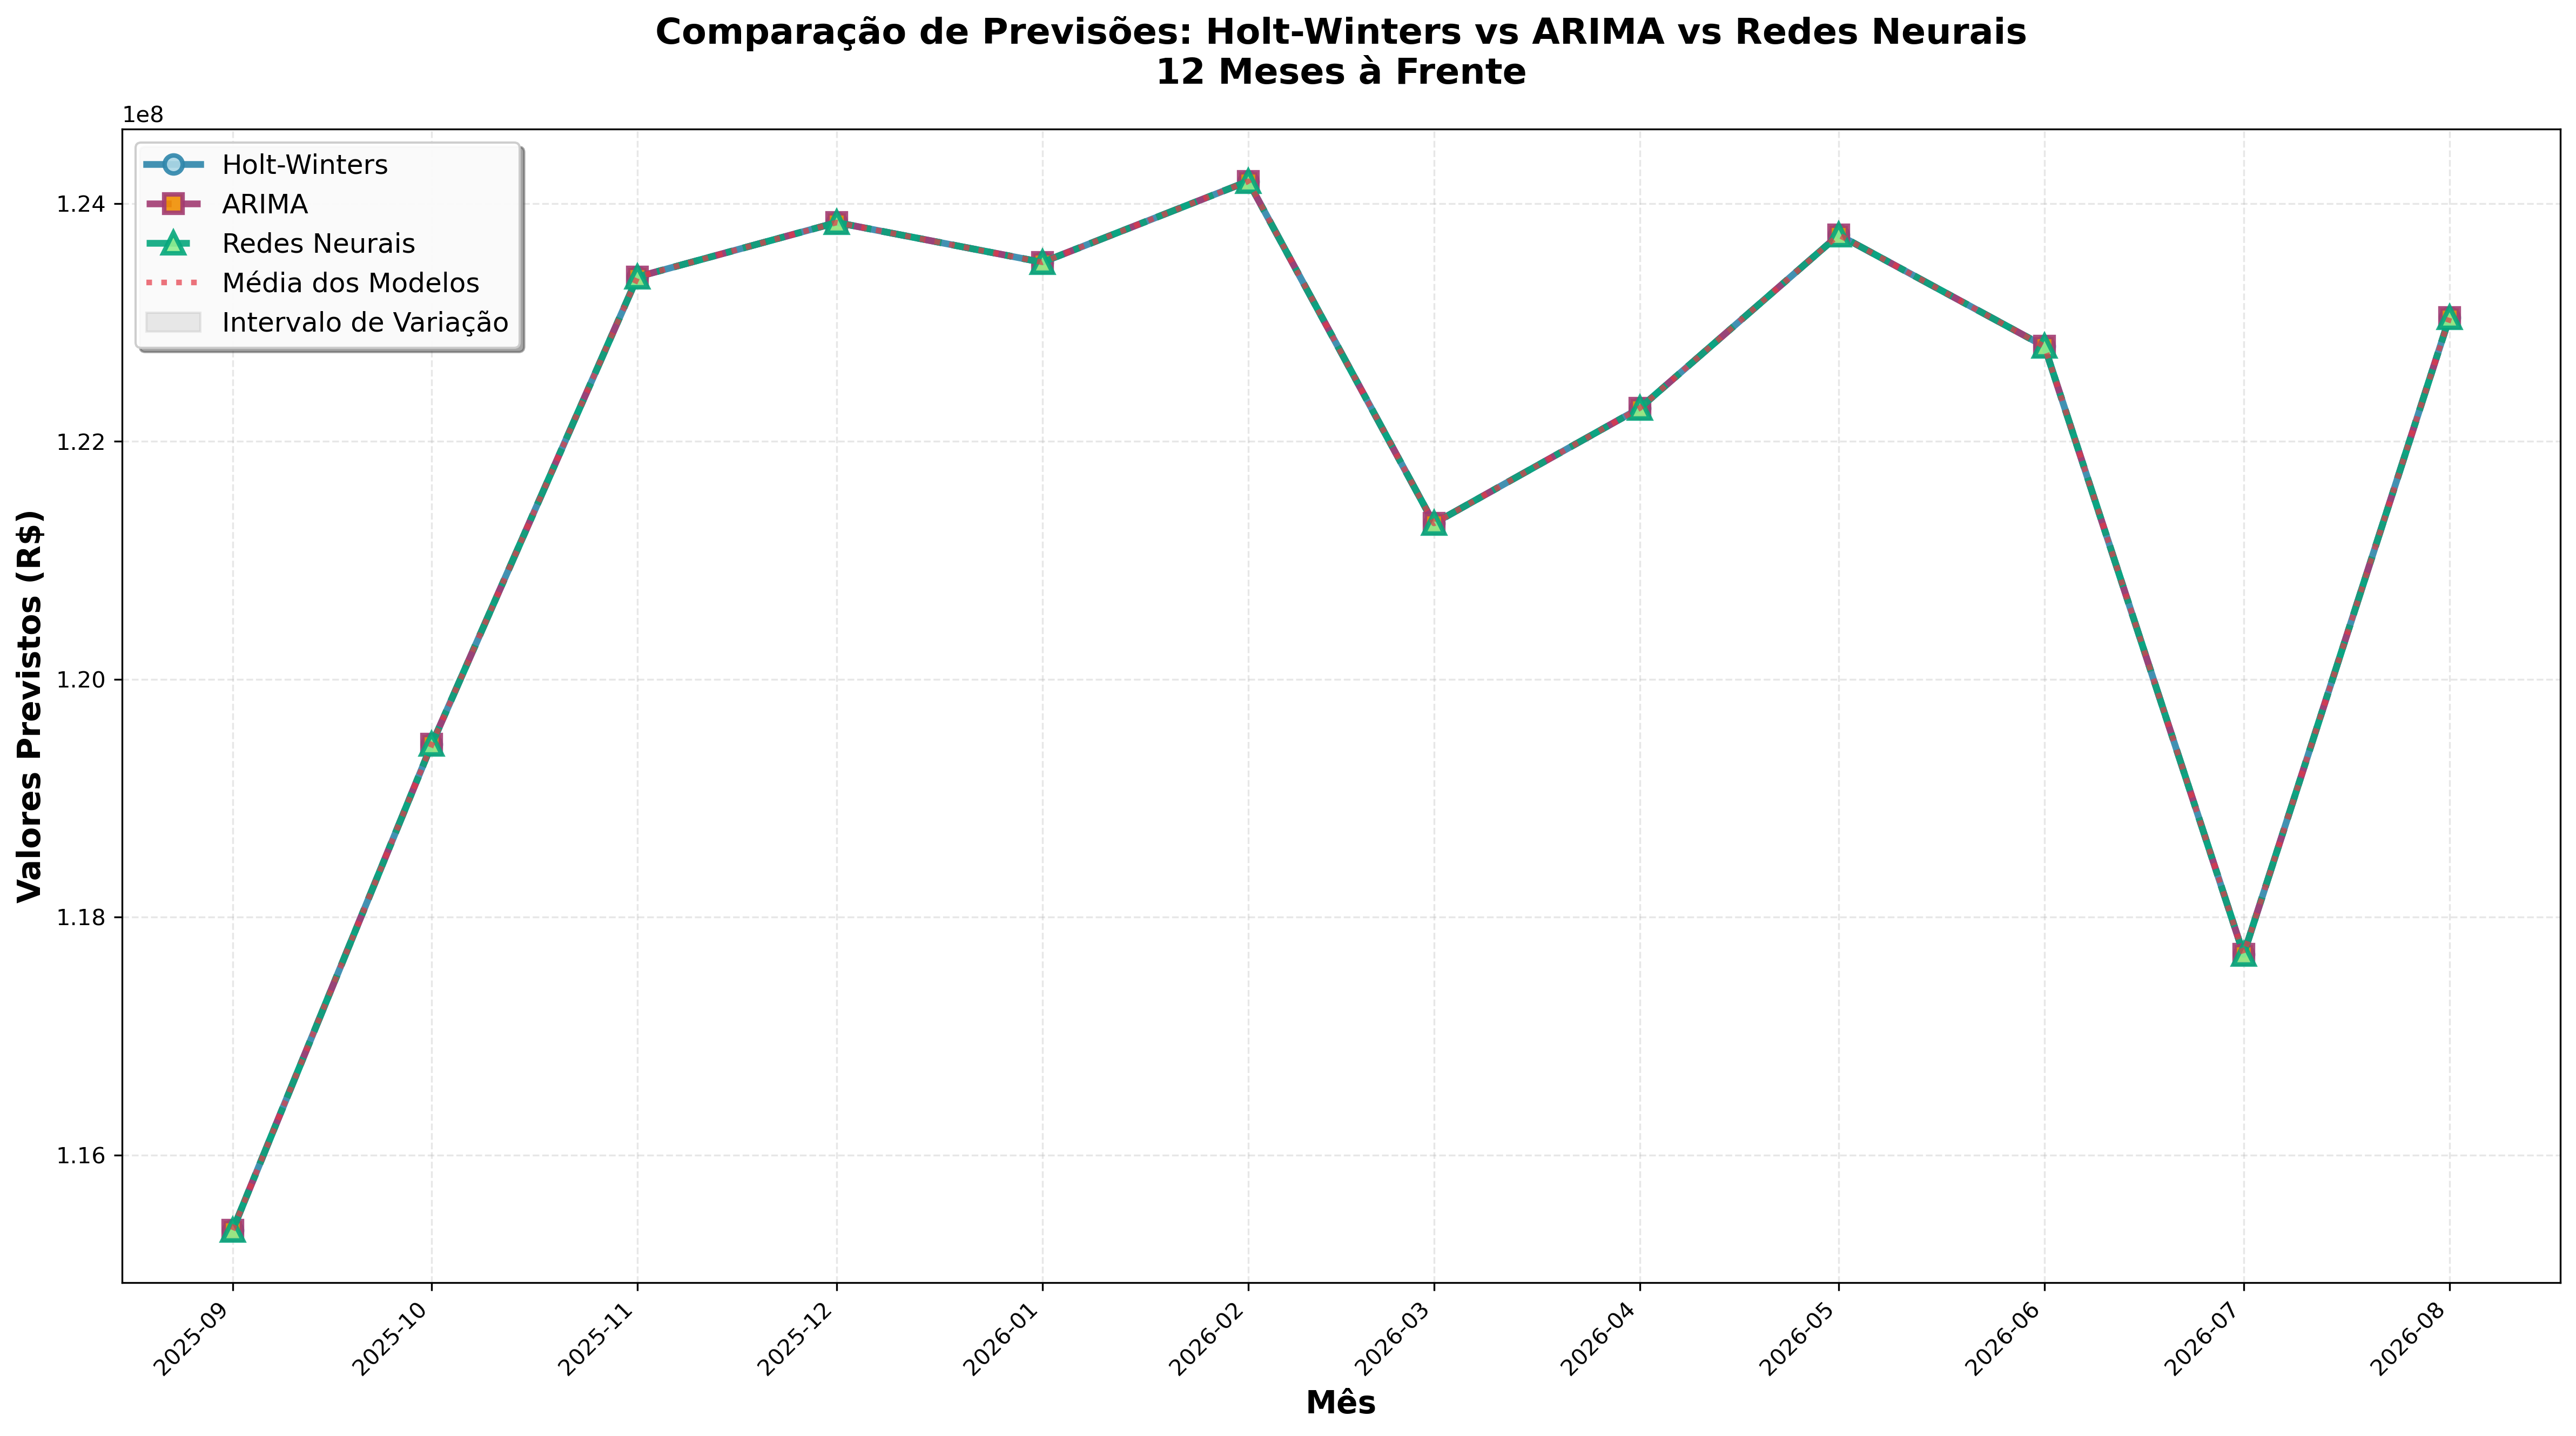 Comparação de Previsões: Holt-Winters vs ARIMA vs Redes Neurais
12 Meses à Frente
1e8
Holt-Winters
ARIMA
Redes Neurais
Média dos Modelos
Intervalo de Variação
1.24
1.22
1.20
1.18
1.16
Valores Previstos (R$)
2025-09
2025-10
2025-11
2025-12
2026-01
2026-02
2026-03
2026-04
2026-05
2026-06
2026-07
2026-08
Mês